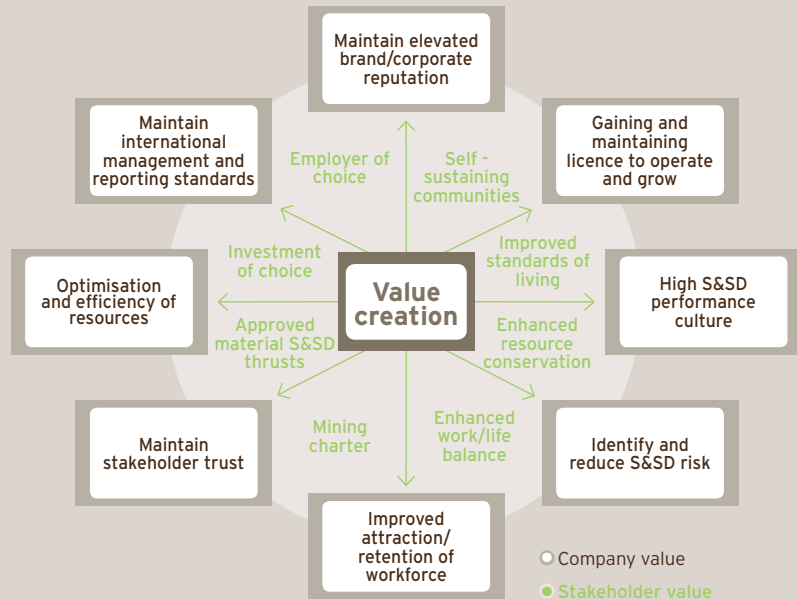 Maintain elevated
brand/corporate
reputation
Maintain
international
management and
reporting standards
Gaining and
maintaining
licence to operate
and grow
Employer of
choice
Self -
sustaining
communities
Investment
of choice
Improved
standards of
living
Optimisation
and efficiency of
resources
Value
creation
High S&SD
performance
culture
Approved
material S&SD
thrusts
Enhanced
resource
conservation
Mining
charter
Enhanced
work/life
balance
Maintain
stakeholder trust
Identify and
reduce S&SD risk
Improved
attraction/
retention of
workforce
Company value
Stakeholder value